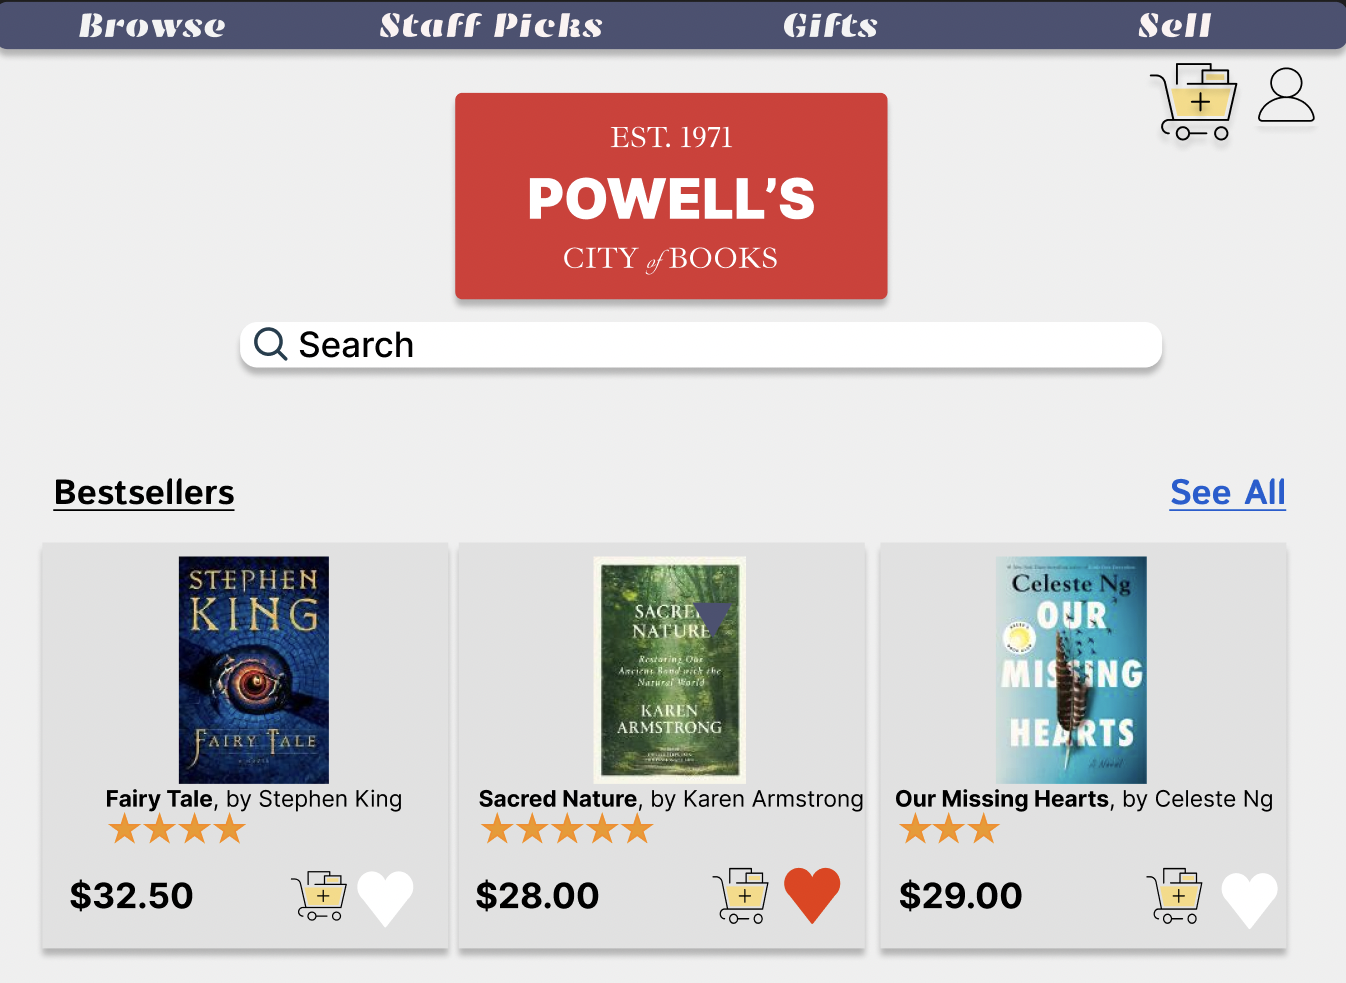 Browse Staff Picks Gifts Sell
EST. 1971
POWELL'S
CITY of BOOKS
Search
Bestsellers See All
STEPHEN
KING
FAIRY TALE
SACRED
NATURE
Restoring Our
Ancient Bond with the
Natural World
KAREN
ARMSTRONG
Celeste Ng
OUR
MISSING
HEARTS
A Novel
Fairy Tale, by Stephen King
Sacred Nature, by Karen Armstrong
Our Missing Hearts, by Celeste Ng
$32.50
$28.00
$29.00